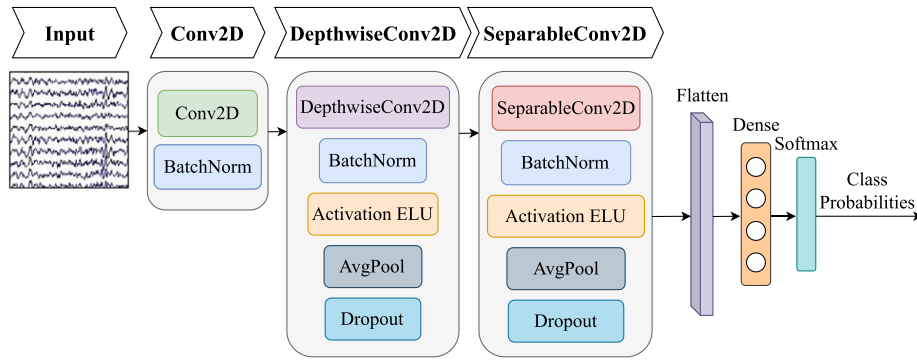 Input
Conv2D
DepthwiseConv2D
SeparableConv2D
Conv2D
BatchNorm
DepthwiseConv2D
BatchNorm
Activation ELU
AvgPool
Dropout
SeparableConv2D
BatchNorm
Activation ELU
AvgPool
Dropout
Flatten
Dense
Softmax
Class
Probabilities